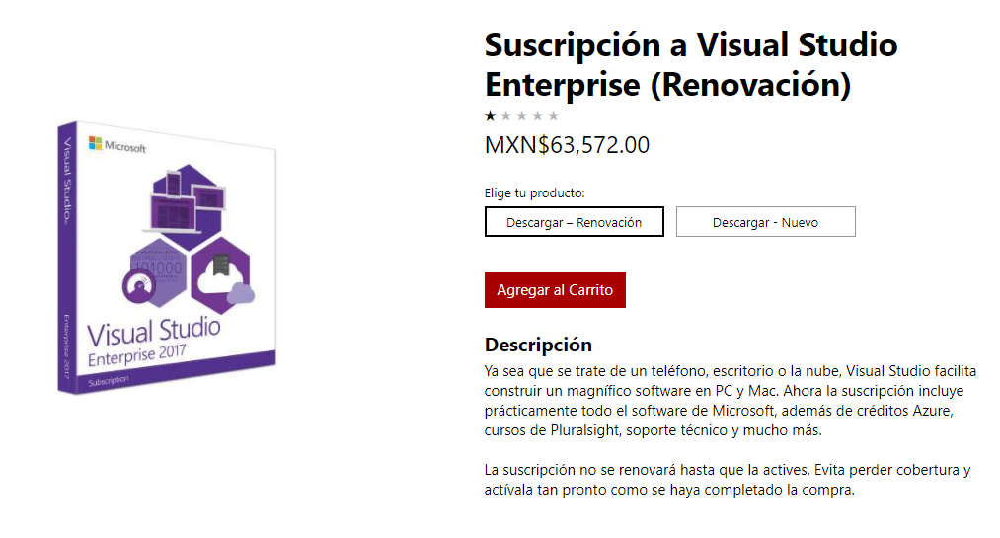 Suscripción a Visual Studio
Enterprise (Renovación)
MXN$63,572.00
Elige tu producto:
Descargar – Renovación
Descargar - Nuevo
Agregar al Carrito
Descripción
Ya sea que se trate de un teléfono, escritorio o la nube, Visual Studio facilita
construir un magnífico software en PC y Mac. Ahora la suscripción incluye
prácticamente todo el software de Microsoft, además de créditos Azure,
cursos de Pluralsight, soporte técnico y mucho más.
La suscripción no se renovará hasta que la actives. Evita perder cobertura y
actívala tan pronto como se haya completado la compra.
Microsoft
Visual Studio
Enterprise 2017
101000
Visual Studio
Enterprise 2017
Subscription